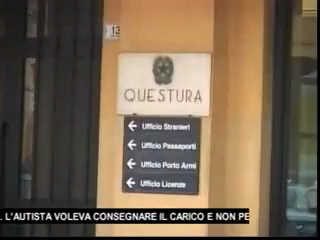 13
QUESTURA
Ufficio Stranieri
Ufficio Passaporti
Ufficio Porto Armi
Ufficio Licenze
. L'AUTISTA VOLEVA CONSEGNARE IL CARICO E NON PE